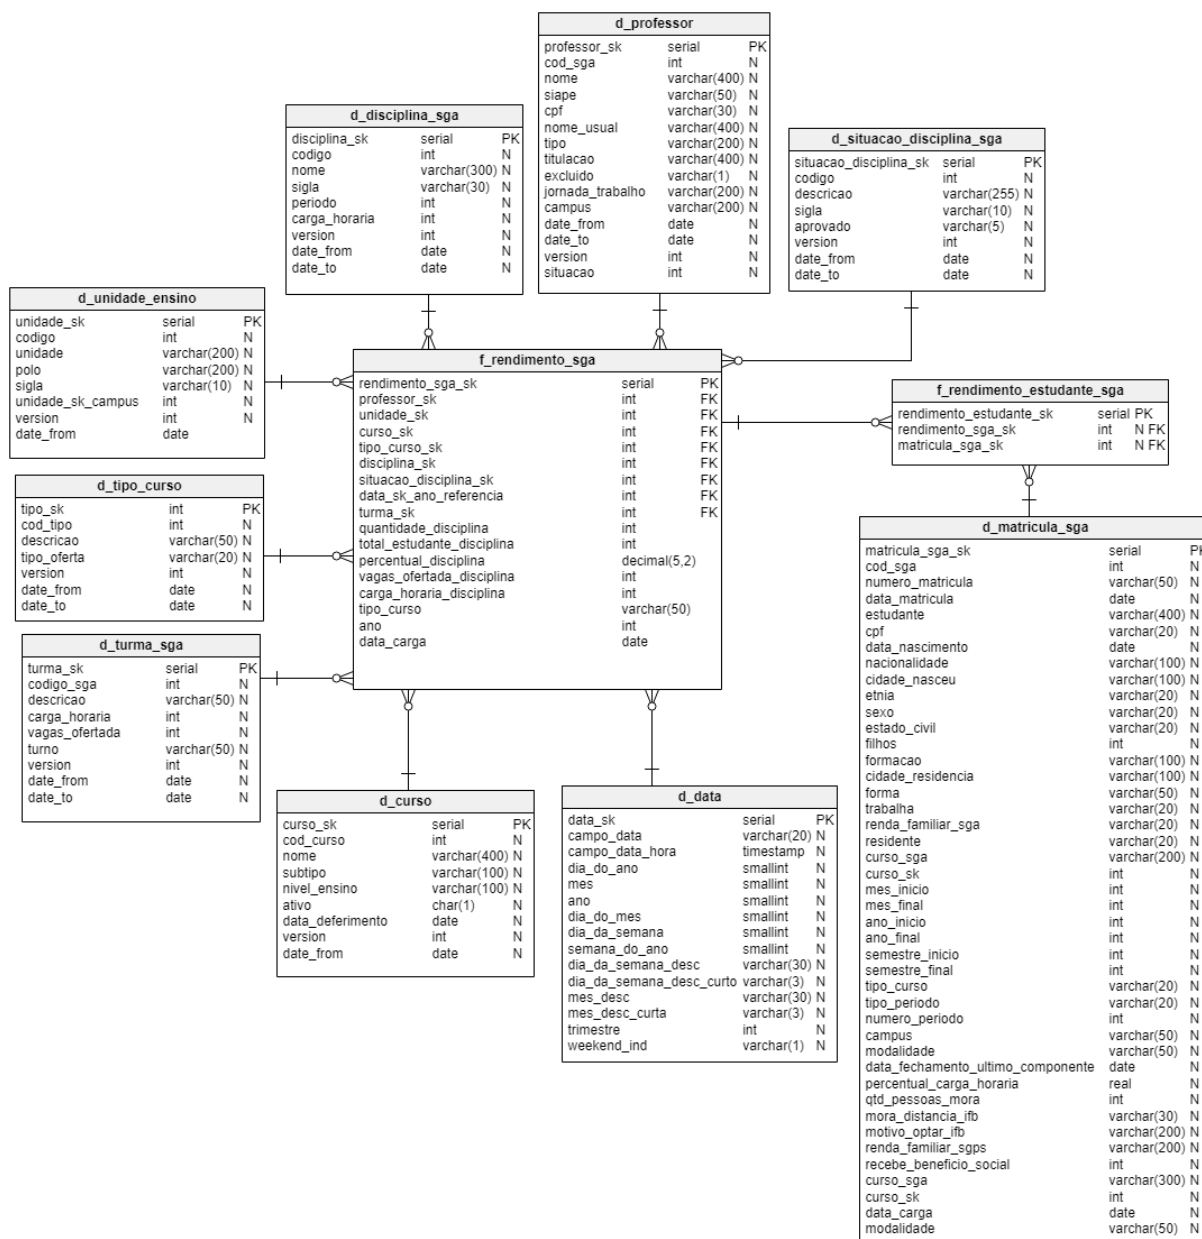 d_professor
professor_sk serial PK
cod_sga int N
nome varchar(400) N
siape varchar(50) N
cpf varchar(30) N
nome_usual varchar(400) N
tipo varchar(200) N
titulacao varchar(400) N
excluido varchar(1) N
jornada_trabalho varchar(200) N
campus varchar(200) N
date_from date N
date_to date N
version int N
situacao int N
d_disciplina_sga
disciplina_sk serial PK
codigo int N
nome varchar(300) N
sigla varchar(30) N
periodo int N
carga_horaria int N
version int N
date_from date N
date_to date N
d_situacao_disciplina_sga
situacao_disciplina_sk serial PK
codigo int N
descricao varchar(255) N
sigla varchar(10) N
aprovado varchar(5) N
version int N
date_from date N
date_to date N
d_unidade_ensino
unidade_sk serial PK
codigo int N
unidade varchar(200) N
polo varchar(200) N
sigla varchar(10) N
unidade_sk_campus int N
version int N
date_from date
f_rendimento_sga
rendimento_sga_sk serial PK
professor_sk int FK
unidade_sk int FK
curso_sk int FK
tipo_curso_sk int FK
disciplina_sk int FK
situacao_disciplina_sk int FK
data_sk_ano_referencia int FK
turma_sk int FK
quantidade_disciplina int
total_estudante_disciplina int
percentual_disciplina decimal(5,2)
vagas_ofertada_disciplina int
carga_horaria_disciplina int
tipo_curso varchar(50)
ano int
data_carga date
f_rendimento_estudante_sga
rendimento_estudante_sk serial PK
rendimento_sga_sk int N FK
matricula_sga_sk int N FK
d_tipo_curso
tipo_sk int PK
cod_tipo int N
descricao varchar(50) N
tipo_oferta varchar(20) N
version int N
date_from date N
date_to date N
d_turma_sga
turma_sk serial PK
codigo_sga int N
descricao varchar(50) N
carga_horaria int N
vagas_ofertada int N
turno varchar(50) N
version int N
date_from date N
date_to date N
d_curso
curso_sk serial PK
cod_curso int N
nome varchar(400) N
subtipo varchar(100) N
nivel_ensino varchar(100) N
ativo char(1) N
data_deferimento date N
version int N
date_from date N
d_data
data_sk serial PK
campo_data varchar(20) N
campo_data_hora timestamp N
dia_do_ano smallint N
mes smallint N
ano smallint N
dia_do_mes smallint N
dia_da_semana smallint N
semana_do_ano smallint N
dia_da_semana_desc varchar(30) N
dia_da_semana_desc_curto varchar(3) N
mes_desc varchar(30) N
mes_desc_curta varchar(3) N
trimestre int N
weekend_ind varchar(1) N
d_matricula_sga
matricula_sga_sk serial PK
cod_sga int N
numero_matricula varchar(50) N
data_matricula date N
estudante varchar(400) N
cpf varchar(20) N
data_nascimento date N
nacionalidade varchar(100) N
cidade_nasceu varchar(100) N
etnia varchar(20) N
sexo varchar(20) N
estado_civil varchar(20) N
filhos int N
formacao varchar(100) N
cidade_residencia varchar(100) N
forma varchar(50) N
trabalha varchar(20) N
renda_familiar_sga varchar(20) N
residente varchar(20) N
curso_sga varchar(200) N
curso_sk int N
mes_inicio int N
mes_final int N
ano_inicio int N
ano_final int N
semestre_inicio int N
semestre_final int N
tipo_curso varchar(20) N
tipo_periodo varchar(20) N
numero_periodo int N
campus varchar(50) N
modalidade varchar(50) N
data_fechamento_ultimo_componente date N
percentual_carga_horaria real N
qtd_pessoas_mora int N
mora_distancia_ifb varchar(30) N
motivo_optar_ifb varchar(200) N
renda_familiar_sgps varchar(200) N
recebe_beneficio_social int N
curso_sga varchar(300) N
curso_sk int N
data_carga date N
modalidade varchar(50) N